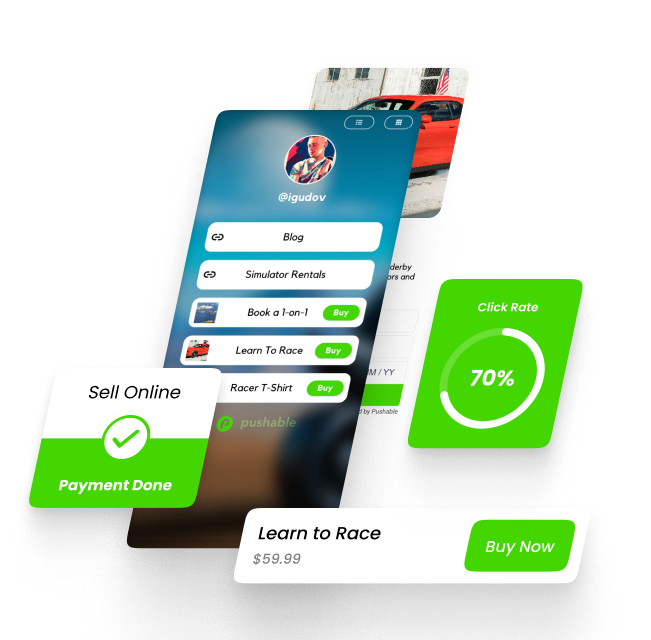 @igudov
Blog
Simulator Rentals
Book a 1-on-1
Buy
Learn To Race
Buy
Racer T-Shirt
Buy
pushable
derby
ors and
M / YY
d by Pushable
Click Rate
70%
Sell Online
Payment Done
Learn to Race
$59.99
Buy Now